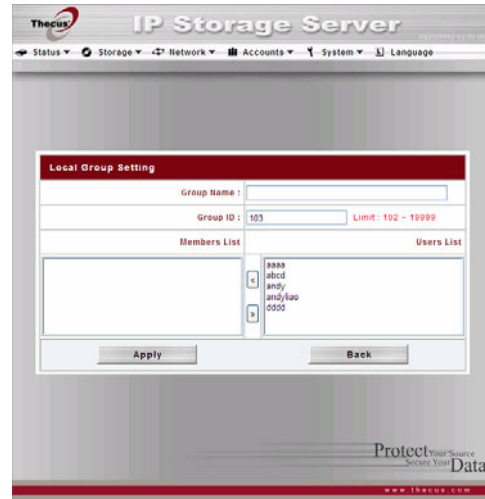 Thecus
IP Storage Server
Status Storage Network Accounts System Language
Local Group Setting
Group Name :
Group ID : 103 Limit : 102 - 19999
Members List Users List
«
»
aaaa
abcd
andy
andyliao
dddd
Apply Back
Protect Your Source
Secure Your Data
www.thecus.com